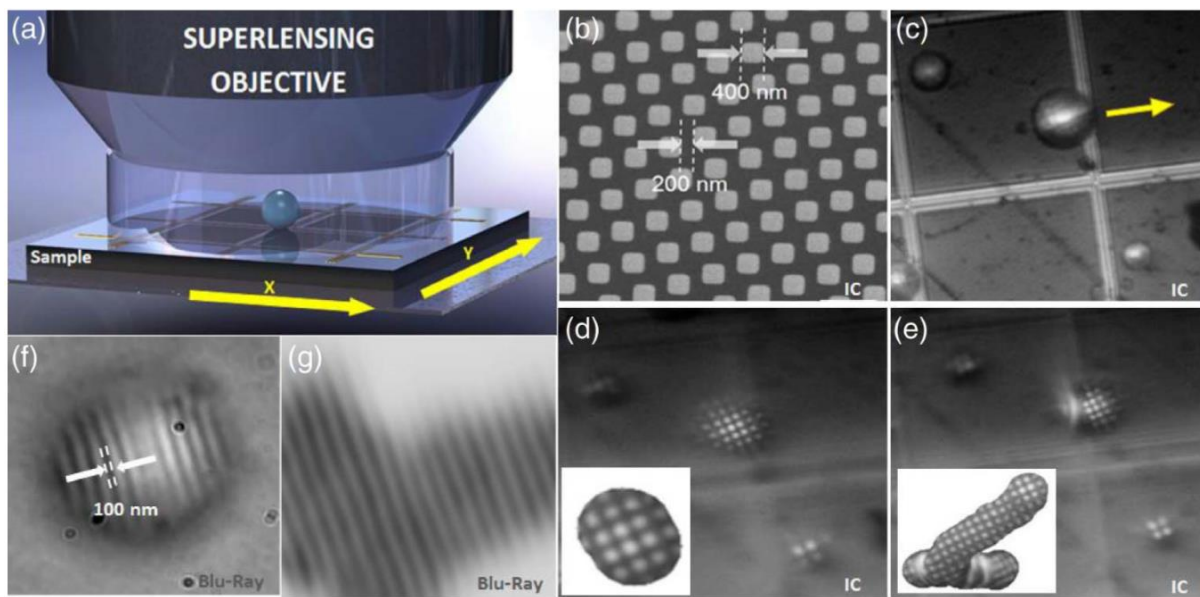 (a)
SUPERLENSING
OBJECTIVE
Sample
X
Y
(b)
400 nm
200 nm
IC
(c)
IC
(f)
100 nm
Blu-Ray
(g)
Blu-Ray
(d)
IC
(e)
IC